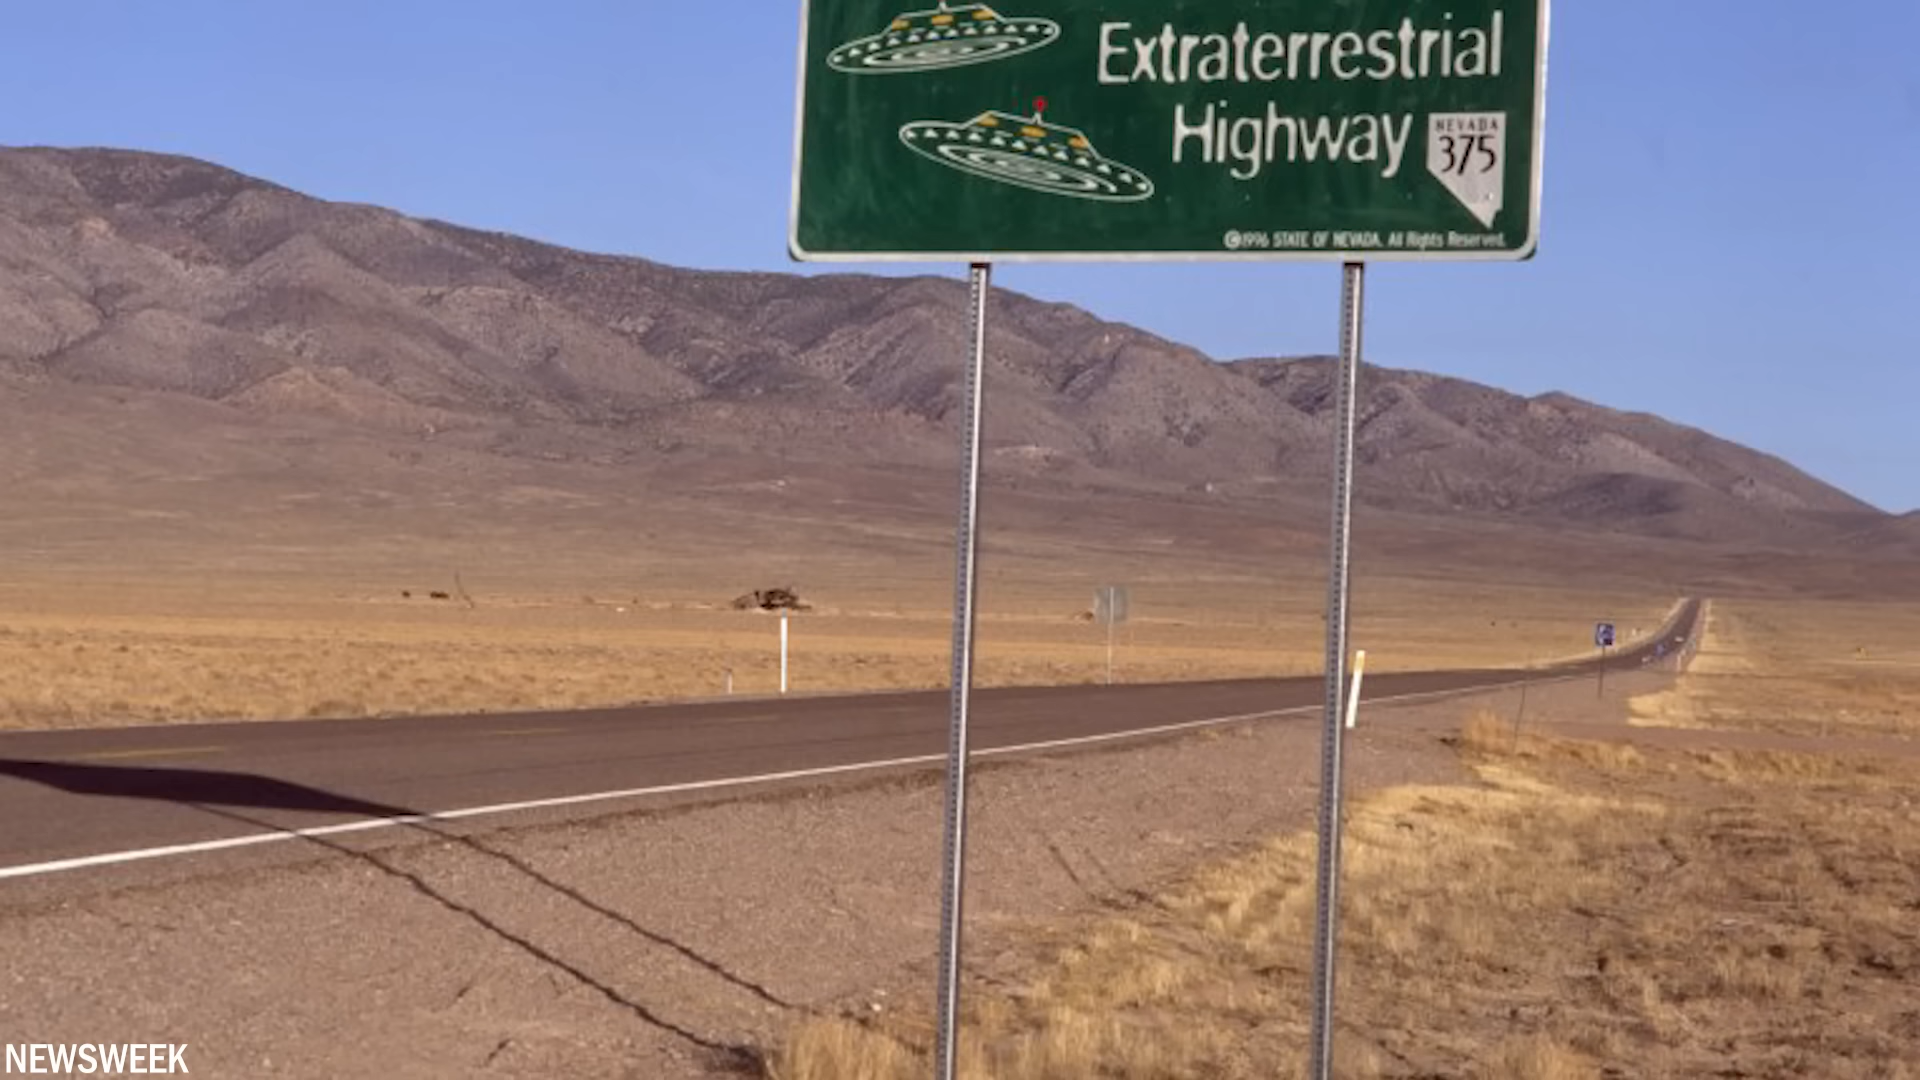 Extraterrestrial
Highway
NEVADA
375
©1996 STATE OF NEVADA. All Rights Reserved.
NEWSWEEK